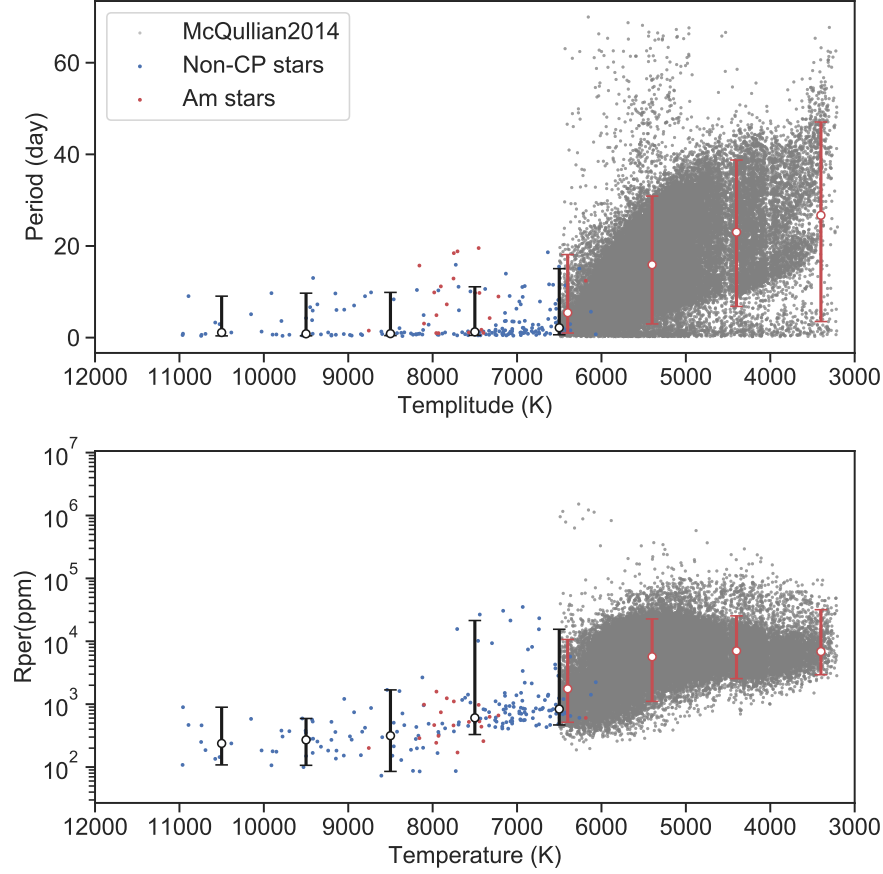 McQullian2014
Non-CP stars
Am stars
60
40
20
0
Period (day)
12000 11000 10000 9000 8000 7000 6000 5000 4000 3000
Templitude (K)
10^7
10^6
10^5
10^4
10^3
10^2
Rper(ppm)
12000 11000 10000 9000 8000 7000 6000 5000 4000 3000
Temperature (K)